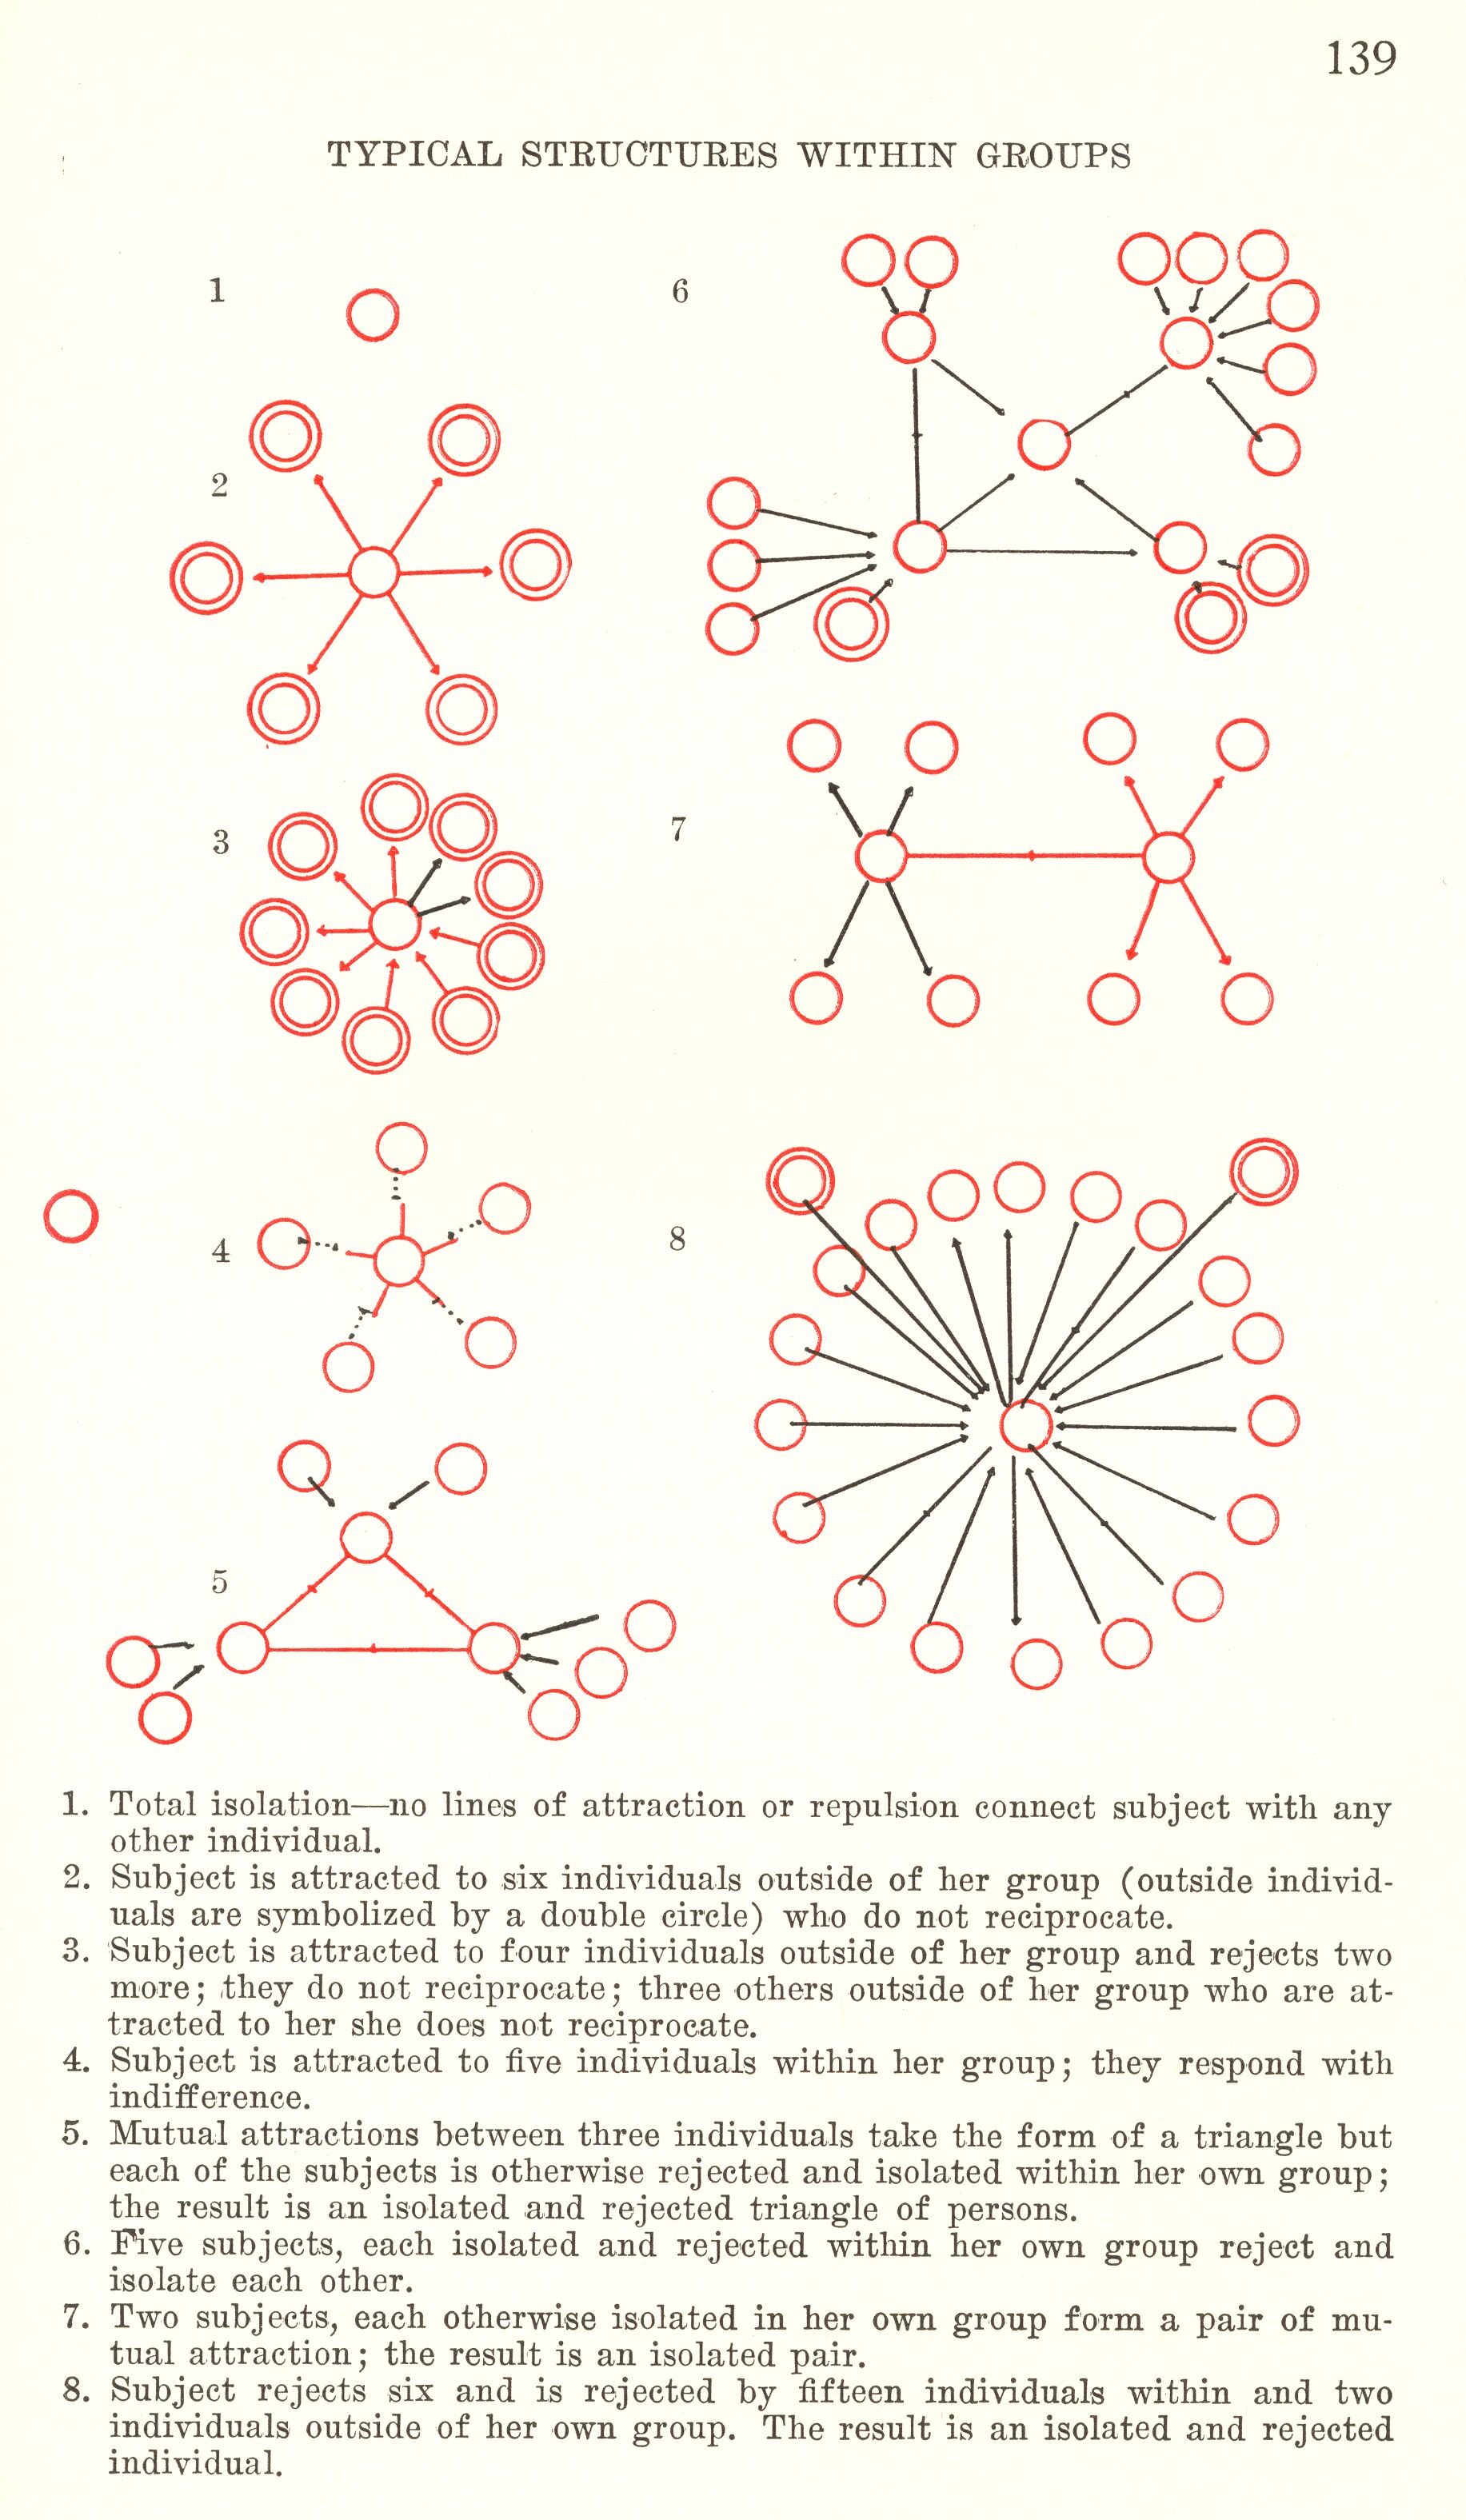 139
TYPICAL STRUCTURES WITHIN GROUPS
1
6
2
3
7
4
8
5
1. Total isolation—no lines of attraction or repulsion connect subject with any
other individual.
2. Subject is attracted to six individuals outside of her group (outside individ-
uals are symbolized by a double circle) who do not reciprocate.
3. Subject is attracted to four individuals outside of her group and rejects two
more; they do not reciprocate; three others outside of her group who are at-
tracted to her she does not reciprocate.
4. Subject is attracted to five individuals within her group; they respond with
indifference.
5. Mutual attractions between three individuals take the form of a triangle but
each of the subjects is otherwise rejected and isolated within her own group;
the result is an isolated and rejected triangle of persons.
6. Five subjects, each isolated and rejected within her own group reject and
isolate each other.
7. Two subjects, each otherwise isolated in her own group form a pair of mu-
tual attraction; the result is an isolated pair.
8. Subject rejects six and is rejected by fifteen individuals within and two
individuals outside of her own group. The result is an isolated and rejected
individual.